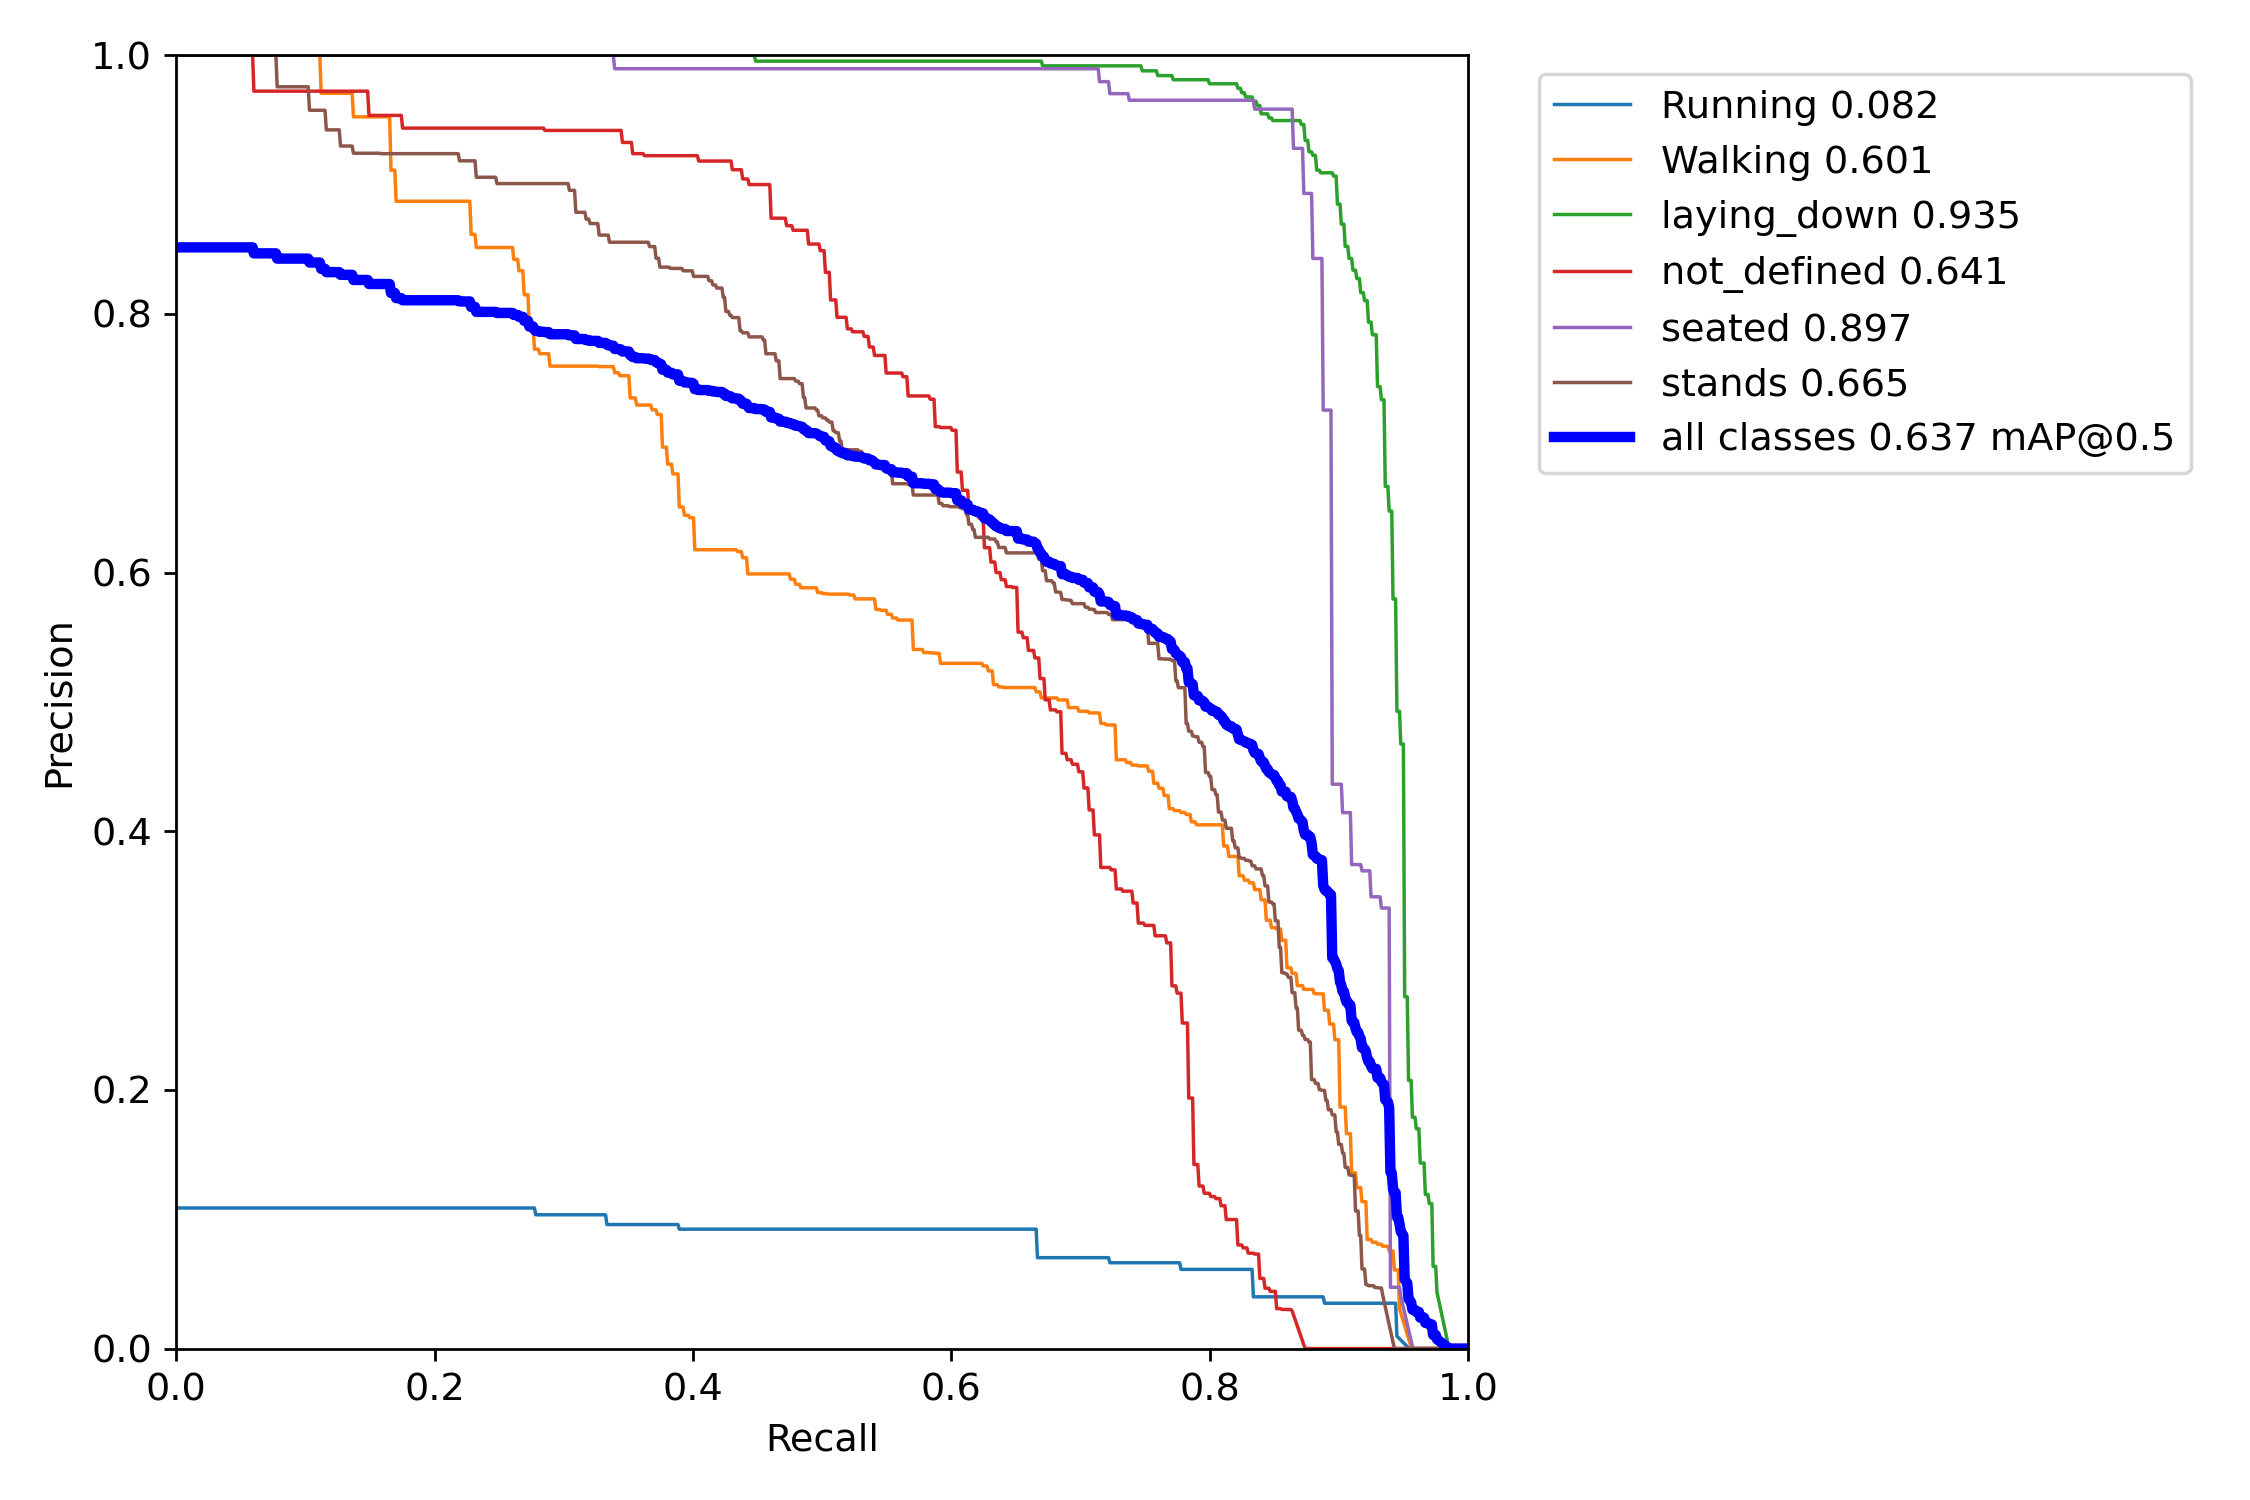 1.0
0.8
0.6
0.4
0.2
0.0
Precision
0.0 0.2 0.4 0.6 0.8 1.0
Recall
Running 0.082
Walking 0.601
laying_down 0.935
not_defined 0.641
seated 0.897
stands 0.665
all classes 0.637 mAP@0.5